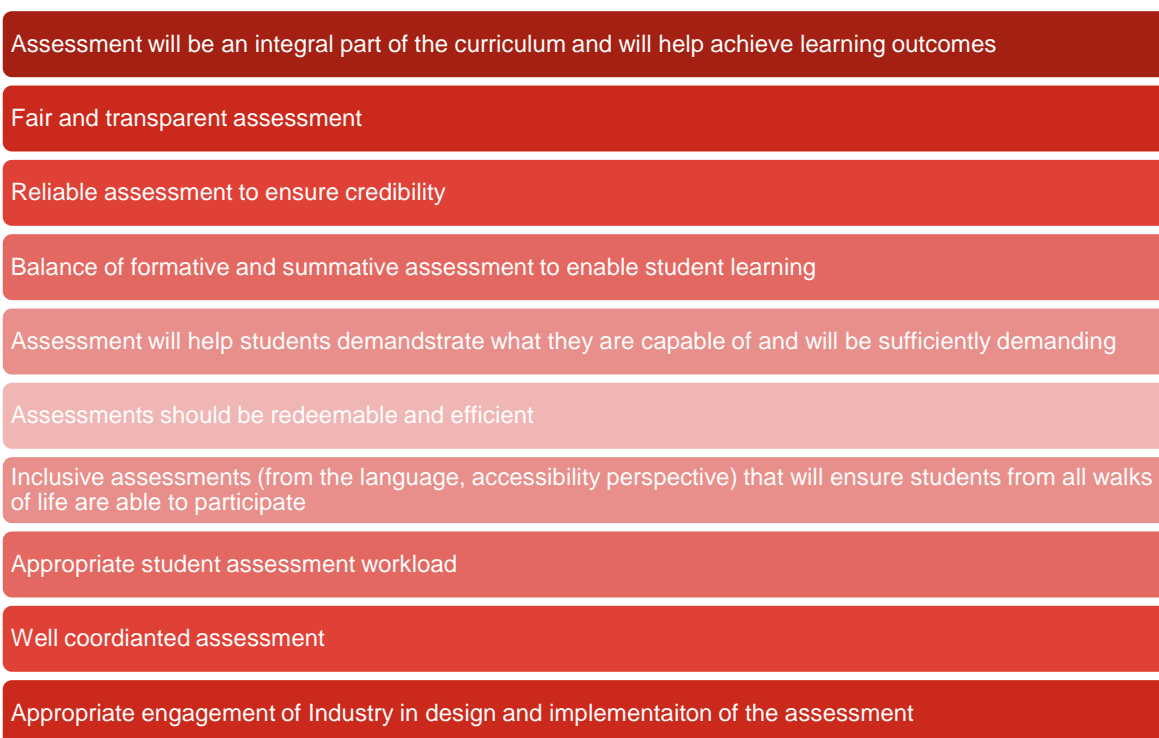 Assessment will be an integral part of the curriculum and will help achieve learning outcomes
Fair and transparent assessment
Reliable assessment to ensure credibility
Balance of formative and summative assessment to enable student learning
Assessment will help students demandstrate what they are capable of and will be sufficiently demanding
Assessments should be redeemable and efficient
Inclusive assessments (from the language, accessibility perspective) that will ensure students from all walks
of life are able to participate
Appropriate student assessment workload
Well coordianted assessment
Appropriate engagement of Industry in design and implementaiton of the assessment